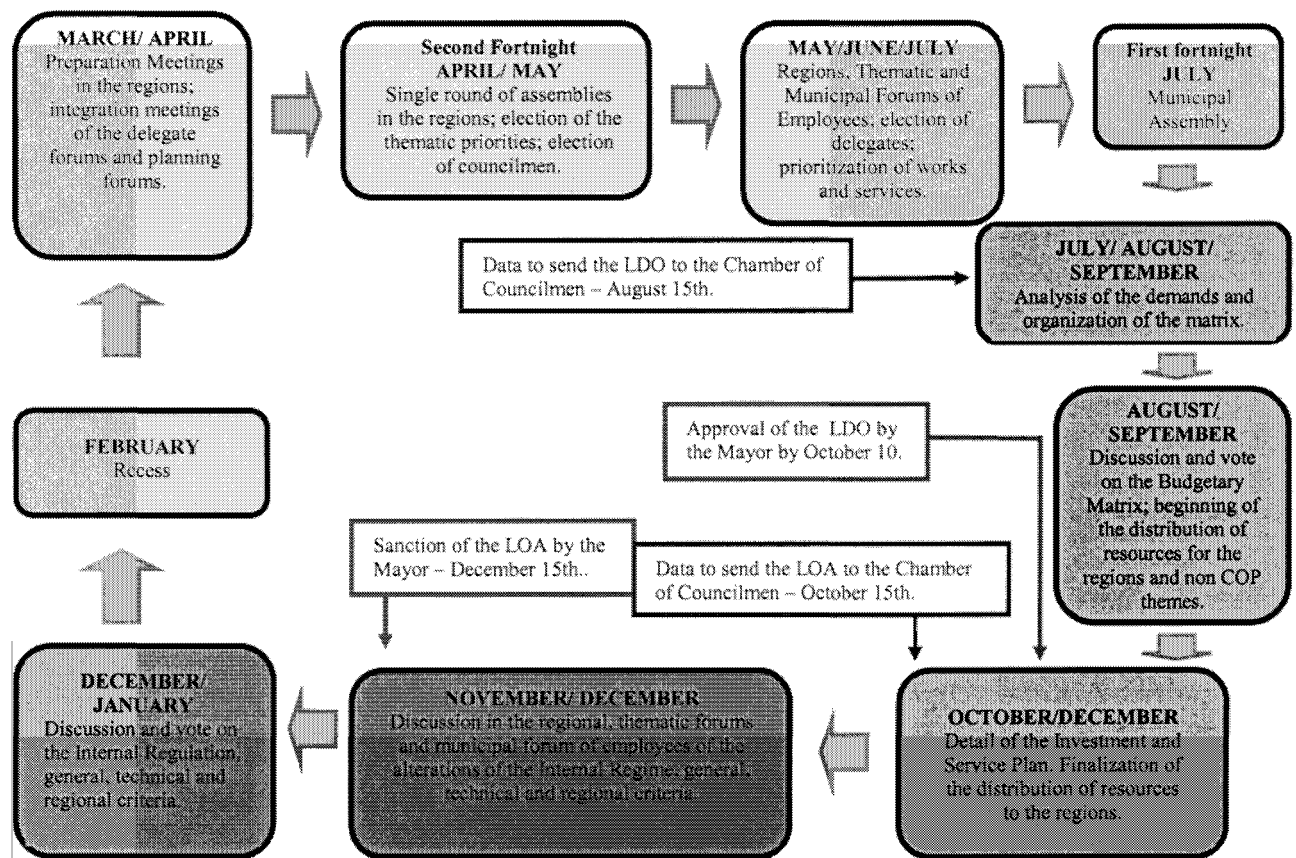 MARCH/ APRIL
Preparation Meetings
in the regions;
integration meetings
of the delegate
forums and planning
forums.
Second Fortnight
APRIL/ MAY
Single round of assemblies
in the regions; election of the
thematic priorities; election
of councilmen.
MAY/JUNE/JULY
Regions, Thematic and
Municipal Forums of
Employees; election of
delegates;
prioritization of works
and services.
First fortnight
JULY
Municipal
Assembly
Data to send the LDO to the Chamber of
Councilmen – August 15th.
JULY/ AUGUST/
SEPTEMBER
Analysis of the demands and
organization of the matrix.
FEBRUARY
Recess
Approval of the LDO by
the Mayor by October 10.
AUGUST/
SEPTEMBER
Discussion and vote
on the Budgetary
Matrix; beginning of
the distribution of
resources for the
regions and non COP
themes.
Sanction of the LOA by the
Mayor – December 15th..
Data to send the LOA to the Chamber
of Councilmen – October 15th.
DECEMBER/
JANUARY
Discussion and vote on
the Internal Regulation,
general, technical and
regional criteria.
NOVEMBER/ DECEMBER
Discussion in the regional, thematic forums
and municipal forum of employees of the
alterations of the Internal Regime, general,
technical and regional criteria.
OCTOBER/DECEMBER
Detail of the Investment and
Service Plan. Finalization of
the distribution of resources
to the regions.